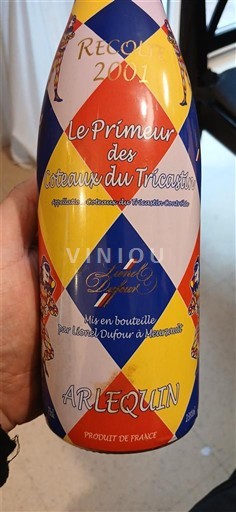 RECOLTE
2001
Le Primeur
des
Coteaux du Tricastin
Appellation Coteaux du Tricastin Contrôlée
VINIOU
Lionel
Dufour
Mis en bouteille
par Lionel Dufour à Meursault
ARLEQUIN
PRODUIT DE FRANCE